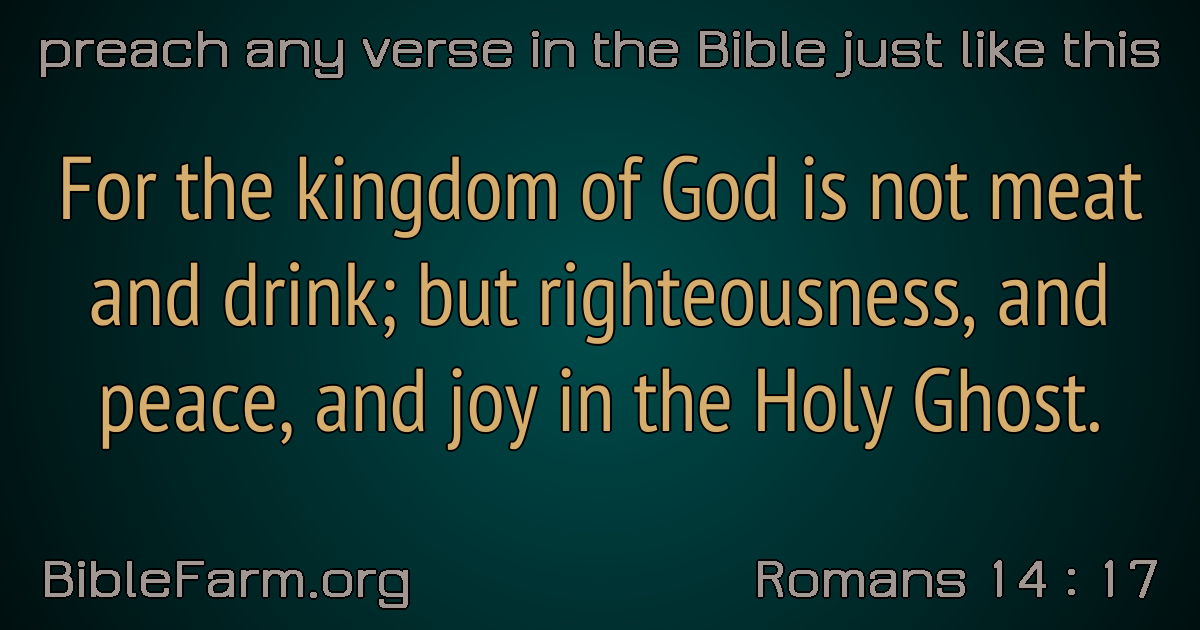 preach any verse in the Bible just like this
For the kingdom of God is not meat
and drink; but righteousness, and
peace, and joy in the Holy Ghost.
BibleFarm.org
Romans 14 : 17